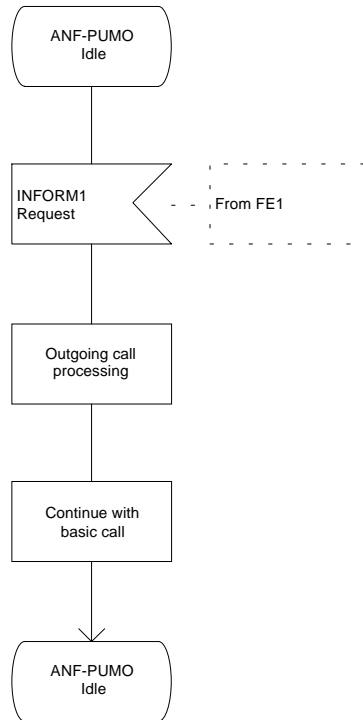 ANF-PUMO
Idle
INFORM1
Request
From FE1
Outgoing call
processing
Continue with
basic call
ANF-PUMO
Idle